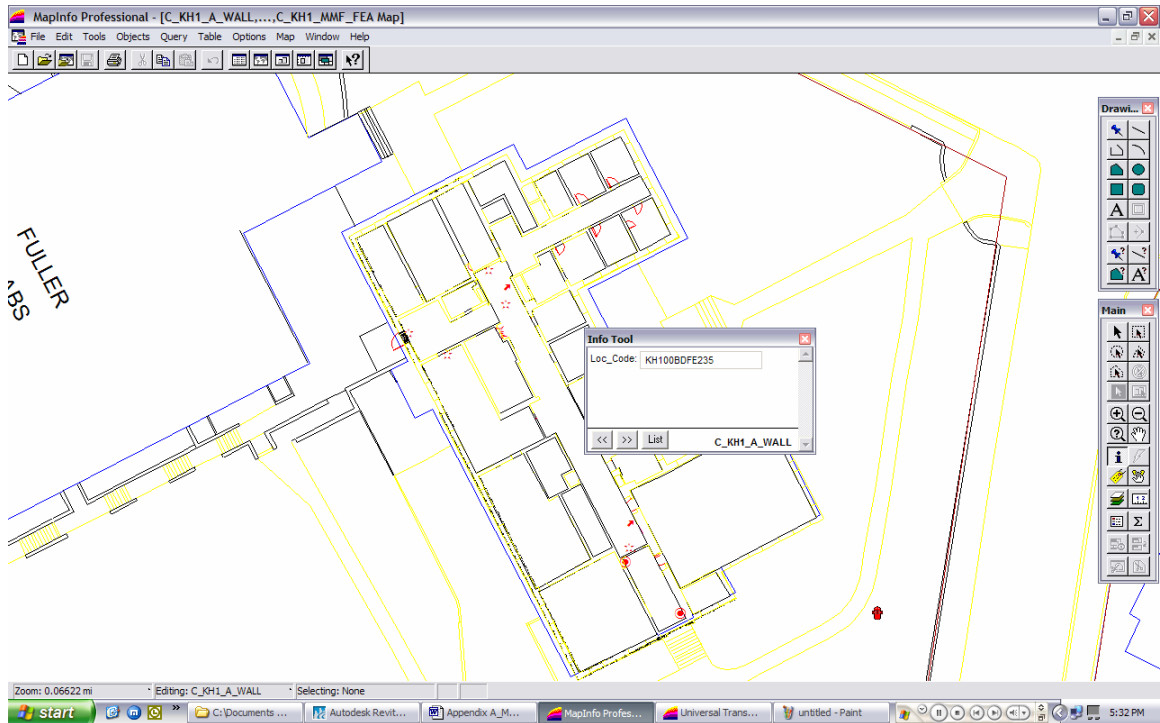 MapInfo Professional - [C_KH1_A_WALL,...,C_KH1_MMF_FEA Map]
File Edit Tools Objects Query Table Options Map Window Help
Drawi...
FULLER
ABS
A
A?
Main
Info Tool
Loc_Code: KH100BDFE235
<< >> List C_KH1_A_WALL
Zoom: 0.06622 mi Editing: C_KH1_A_WALL Selecting: None
start C:\Documents ... Autodesk Revit... Appendix A_M... MapInfo Profes... Universal Trans... untitled - Paint 5:32 PM